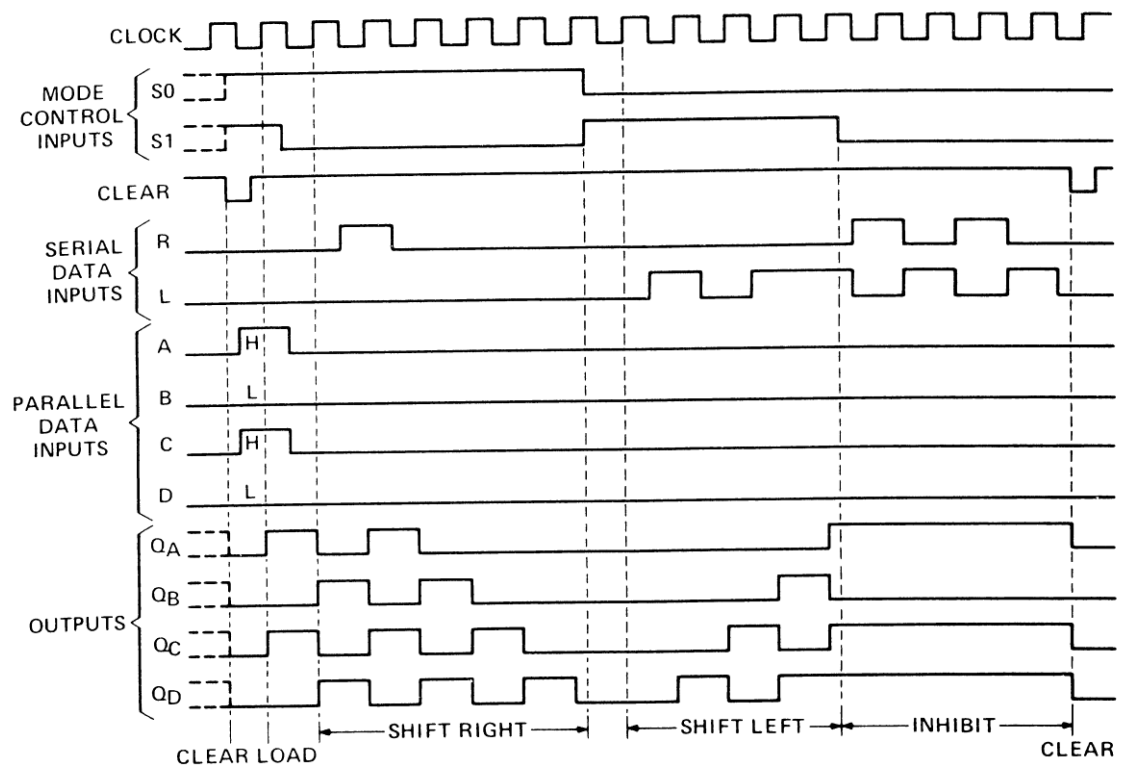 CLOCK
MODE
CONTROL
INPUTS
S0
S1
CLEAR
SERIAL
DATA
INPUTS
R
L
PARALLEL
DATA
INPUTS
A
H
B
L
C
H
D
L
OUTPUTS
QA
QB
QC
QD
SHIFT RIGHT
SHIFT LEFT
INHIBIT
CLEAR LOAD
CLEAR